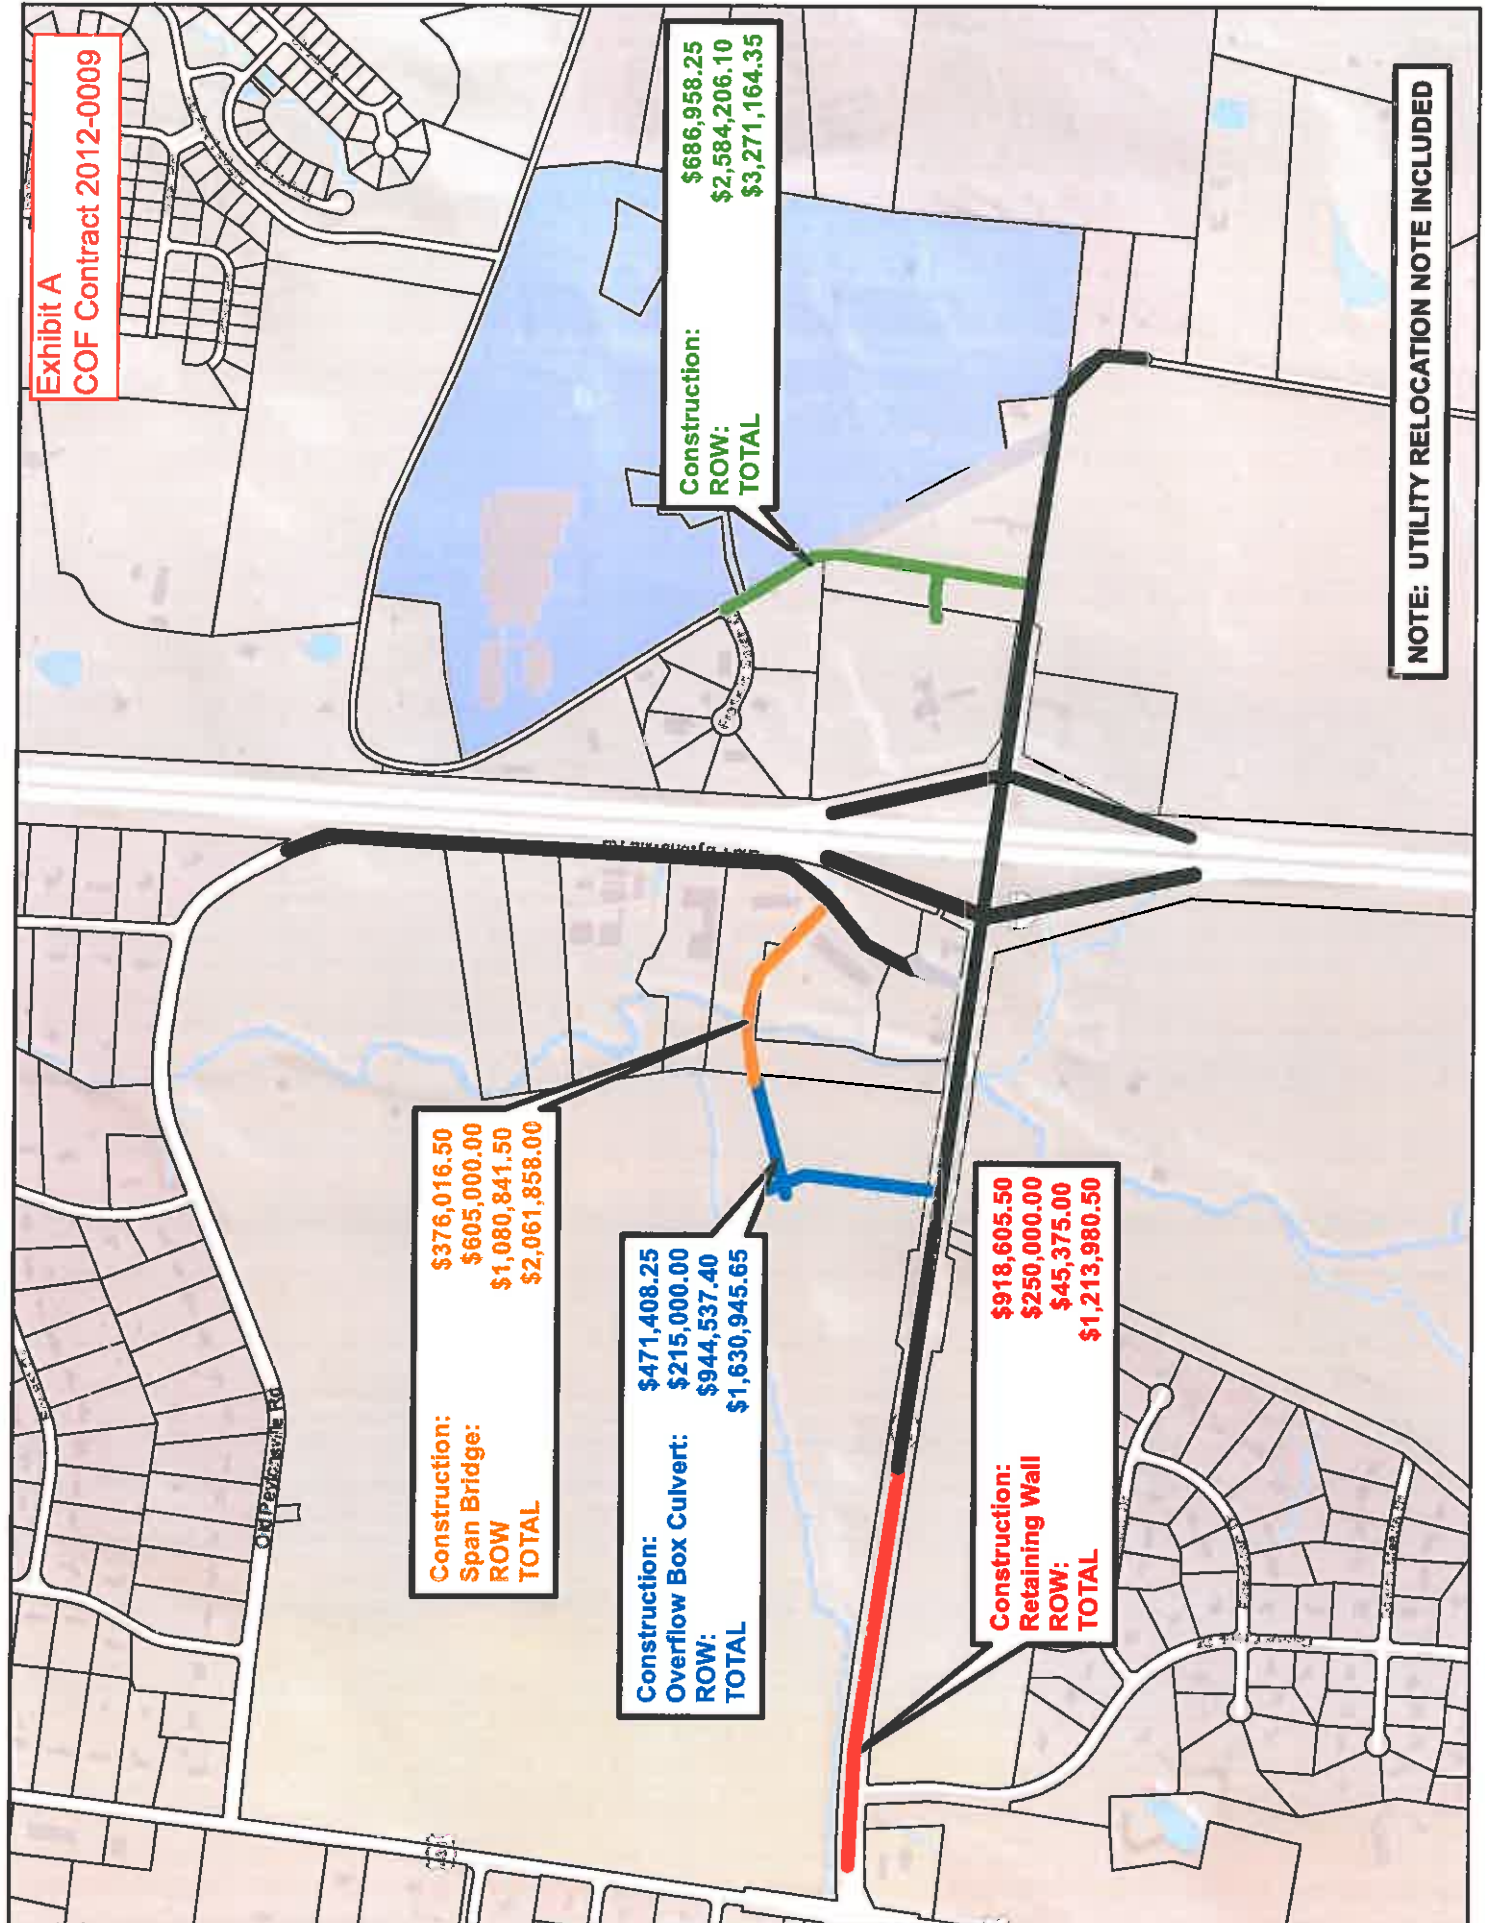 Exhibit A
COF Contract 2012-0009
Construction: $686,958.25
ROW: $2,584,206.10
TOTAL $3,271,164.35
Construction: $376,016.50
Span Bridge: $605,000.00
ROW $1,080,841.50
TOTAL $2,061,858.00
Construction: $471,408.25
Overflow Box Culvert: $215,000.00
ROW: $944,537.40
TOTAL $1,630,945.65
Construction: $918,605.50
Retaining Wall $250,000.00
ROW: $45,375.00
TOTAL $1,213,980.50
Old Peytonsville Rd
NOTE: UTILITY RELOCATION NOTE INCLUDED